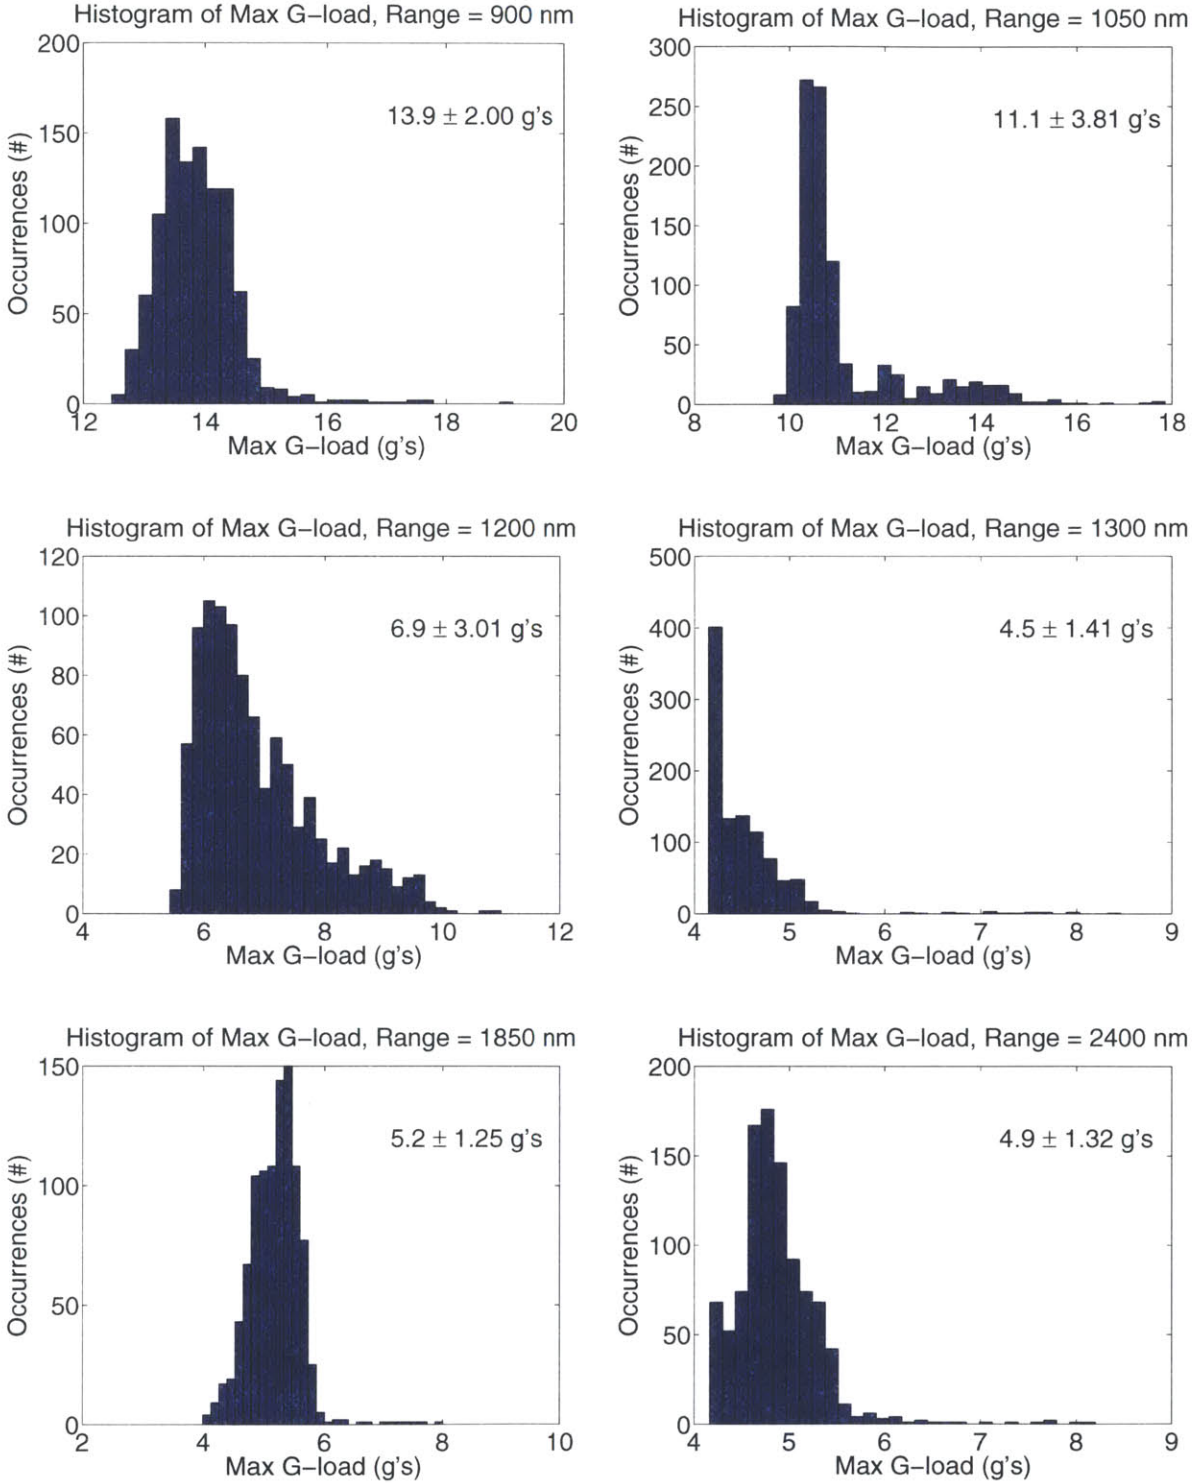 Histogram of Max G−load, Range = 900 nm
200
150
100
50
0
12
14
16
18
20
Occurrences (#)
Max G−load (g's)
13.9 ± 2.00 g's
Histogram of Max G−load, Range = 1050 nm
300
250
200
150
100
50
0
8
10
12
14
16
18
Occurrences (#)
Max G−load (g's)
11.1 ± 3.81 g's
Histogram of Max G−load, Range = 1200 nm
120
100
80
60
40
20
0
4
6
8
10
12
Occurrences (#)
Max G−load (g's)
6.9 ± 3.01 g's
Histogram of Max G−load, Range = 1300 nm
500
400
300
200
100
0
4
5
6
7
8
9
Occurrences (#)
Max G−load (g's)
4.5 ± 1.41 g's
Histogram of Max G−load, Range = 1850 nm
150
100
50
0
2
4
6
8
10
Occurrences (#)
Max G−load (g's)
5.2 ± 1.25 g's
Histogram of Max G−load, Range = 2400 nm
200
150
100
50
0
4
5
6
7
8
9
Occurrences (#)
Max G−load (g's)
4.9 ± 1.32 g's